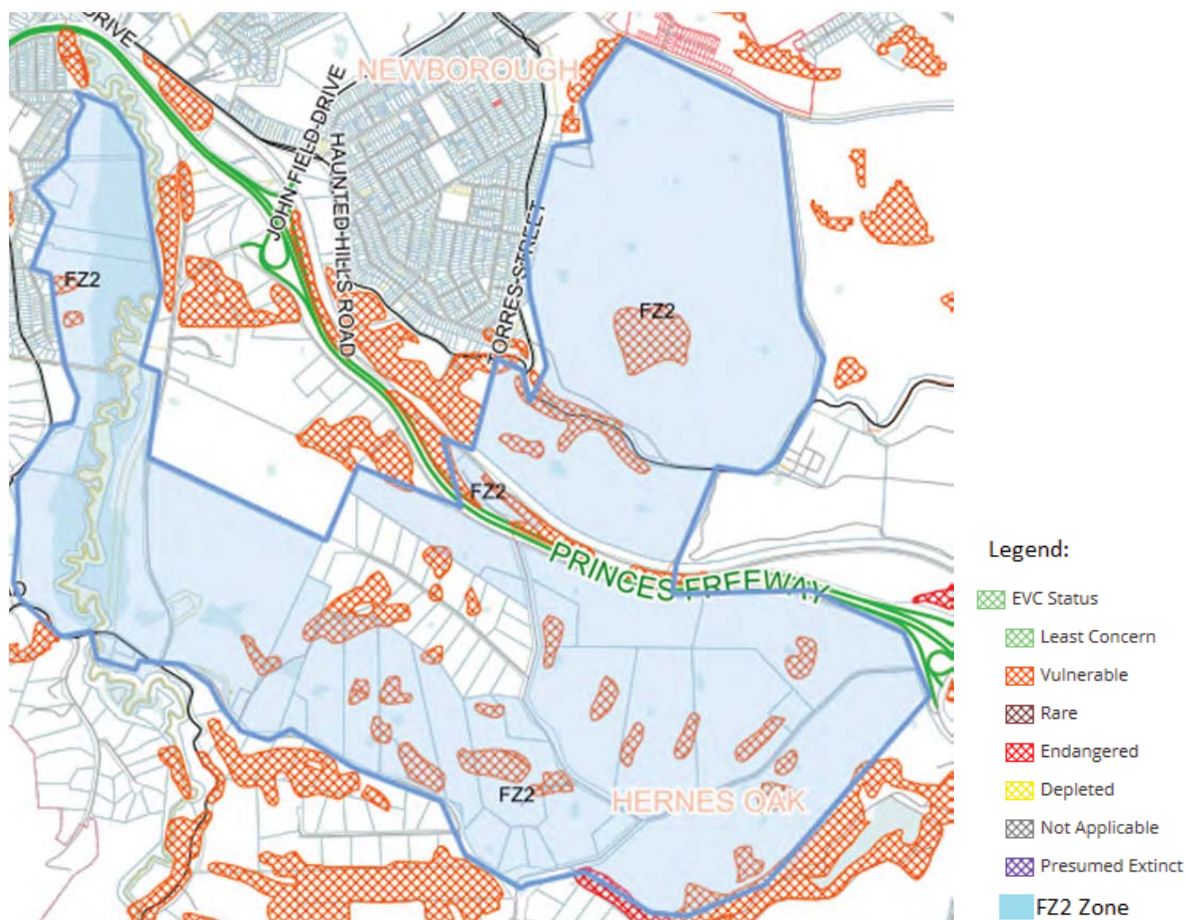 DRIVE
NEWBOROUGH
JOHN FIELD DRIVE
HAUNTED HILLS ROAD
TORRES STREET
FZ2
FZ2
FZ2
PRINCES FREEWAY
FZ2
HERNES OAK
Legend:
EVC Status
Least Concern
Vulnerable
Rare
Endangered
Depleted
Not Applicable
Presumed Extinct
FZ2 Zone